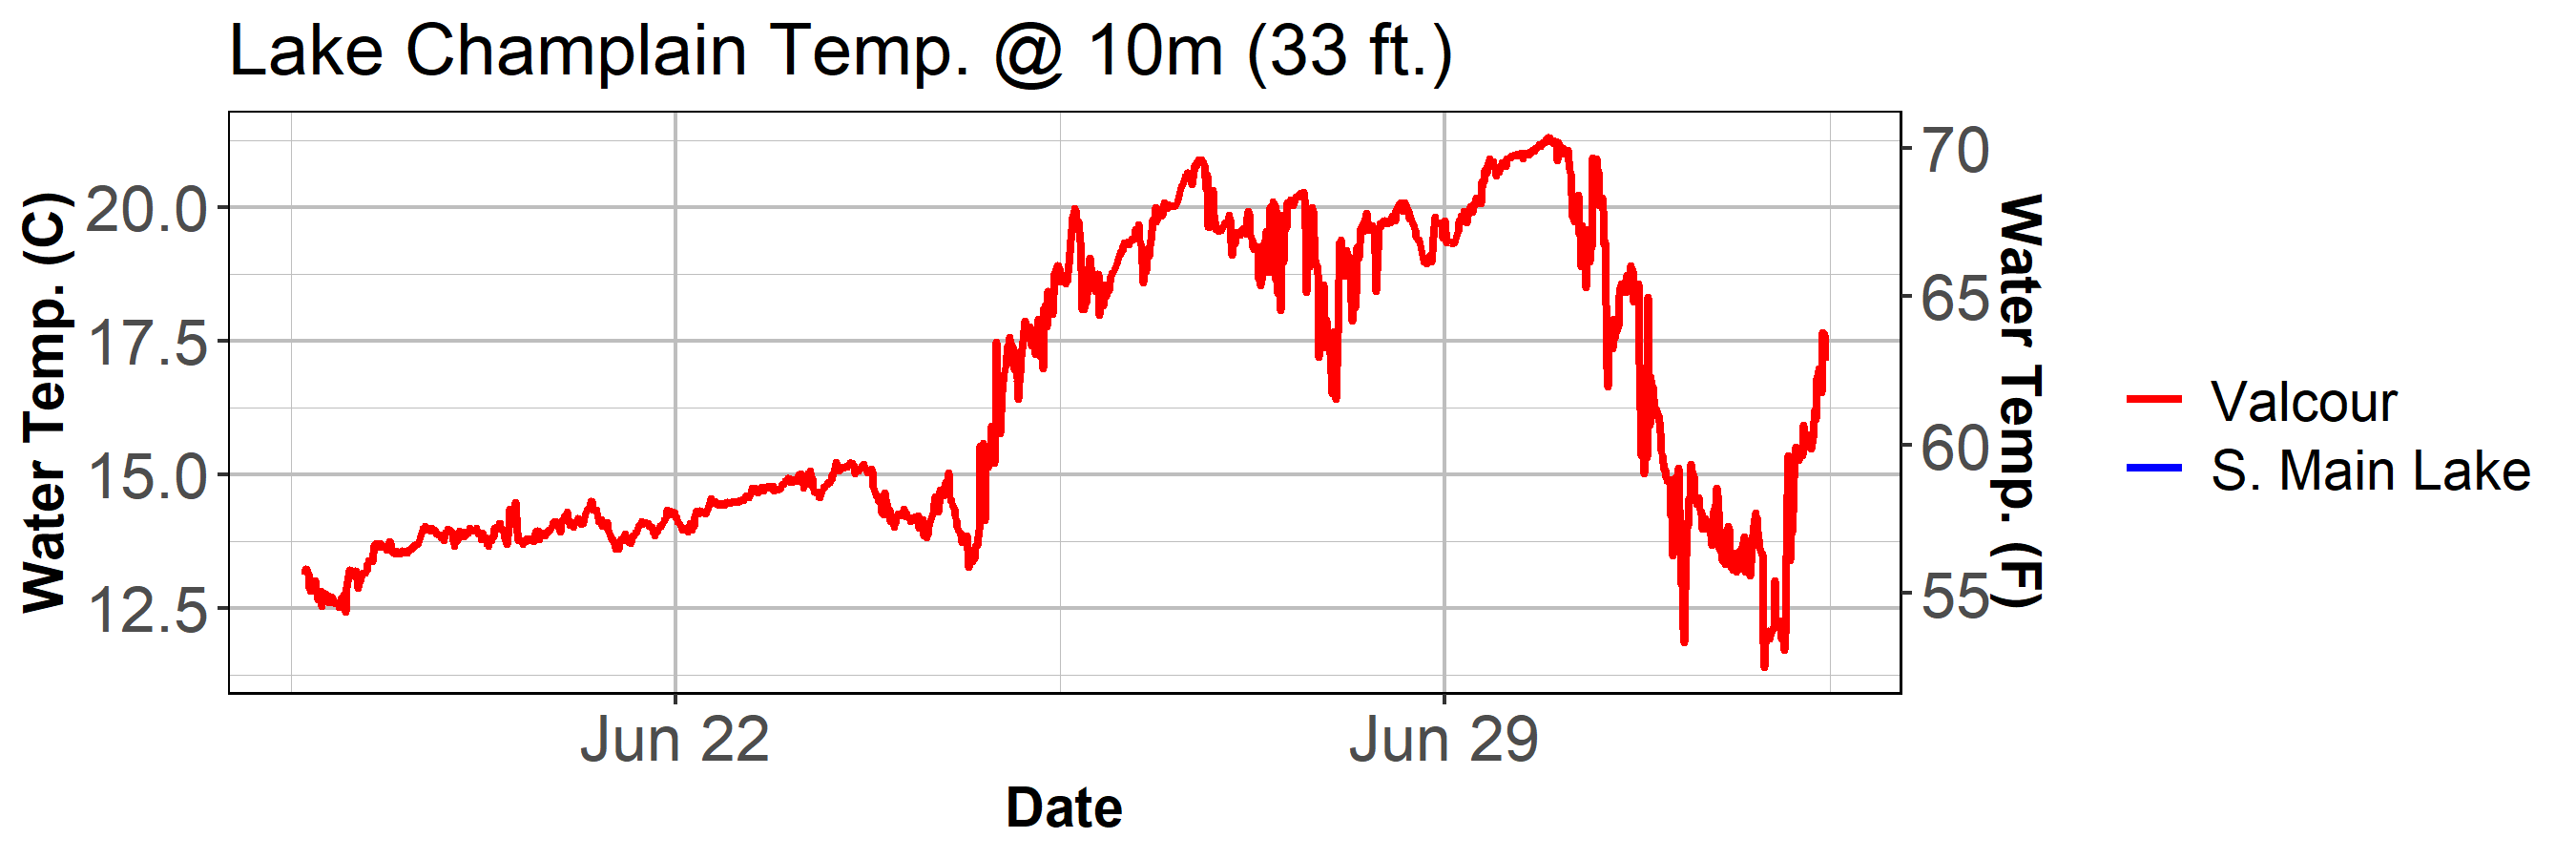 Lake Champlain Temp. @ 10m (33 ft.)
Water Temp. (C)
20.0
17.5
15.0
12.5
70
65
60
55
Water Temp. (F)
Jun 22
Jun 29
Date
Valcour
S. Main Lake